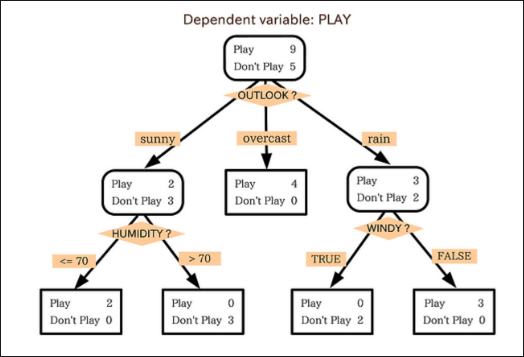 Dependent variable: PLAY
Play 9
Don't Play 5
OUTLOOK ?
sunny
overcast
rain
Play 2
Don't Play 3
Play 4
Don't Play 0
Play 3
Don't Play 2
HUMIDITY ?
WINDY ?
<= 70
> 70
TRUE
FALSE
Play 2
Don't Play 0
Play 0
Don't Play 3
Play 0
Don't Play 2
Play 3
Don't Play 0